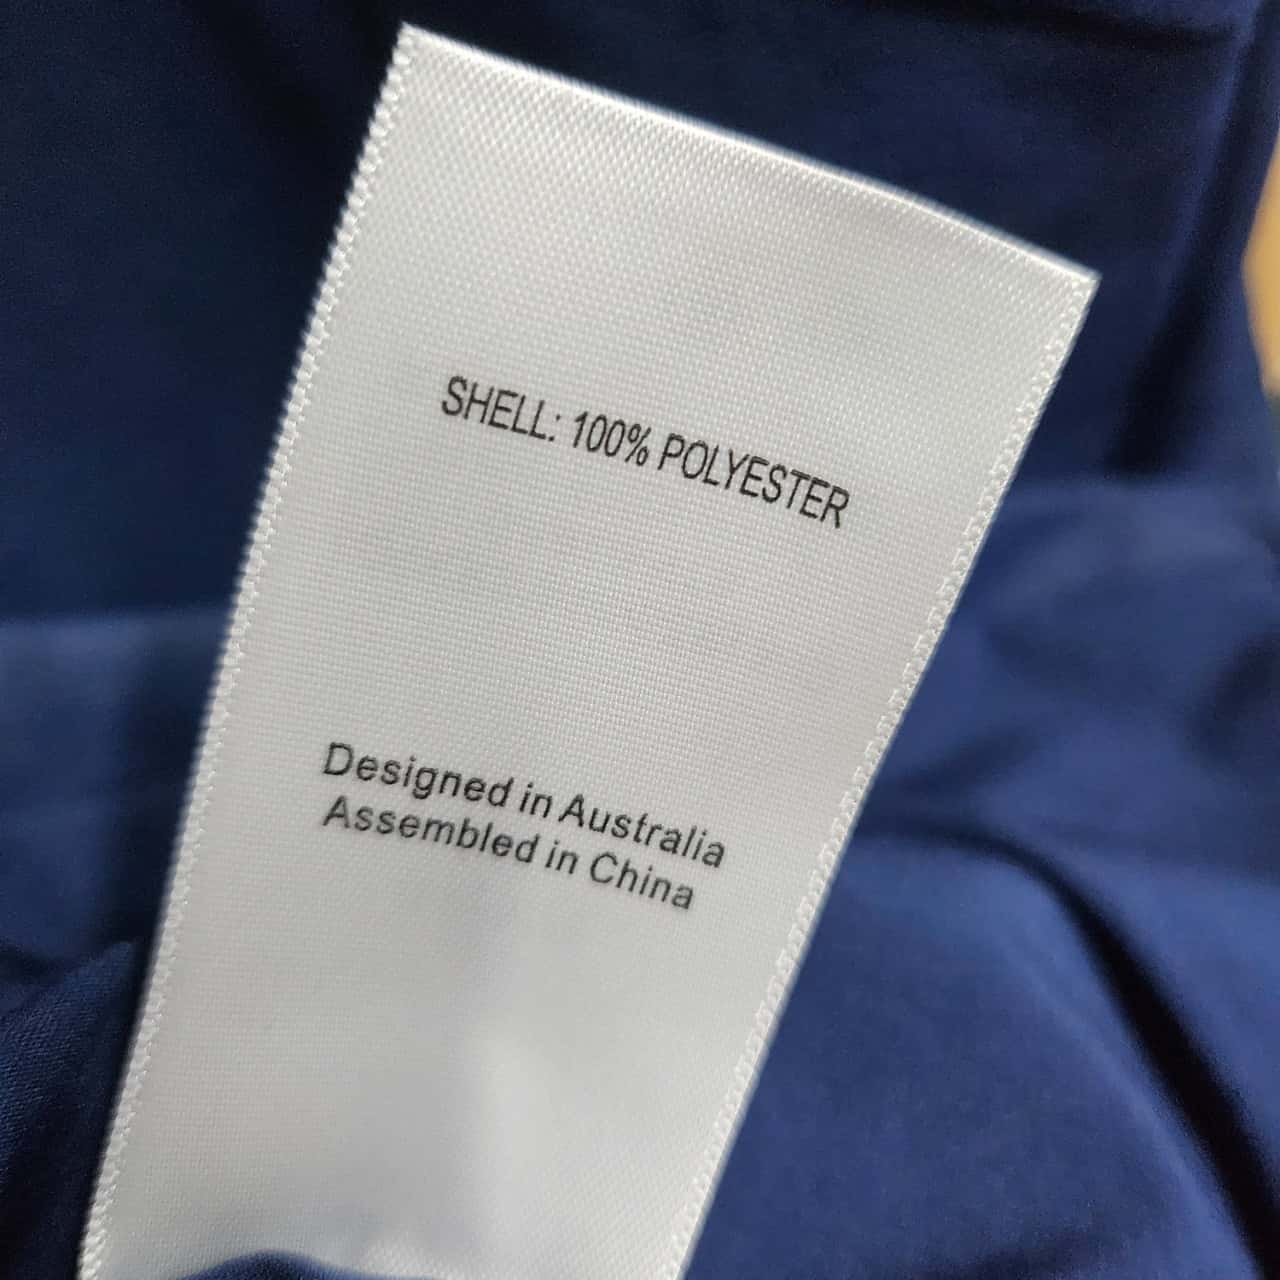 SHELL: 100% POLYESTER
Designed in Australia
Assembled in China